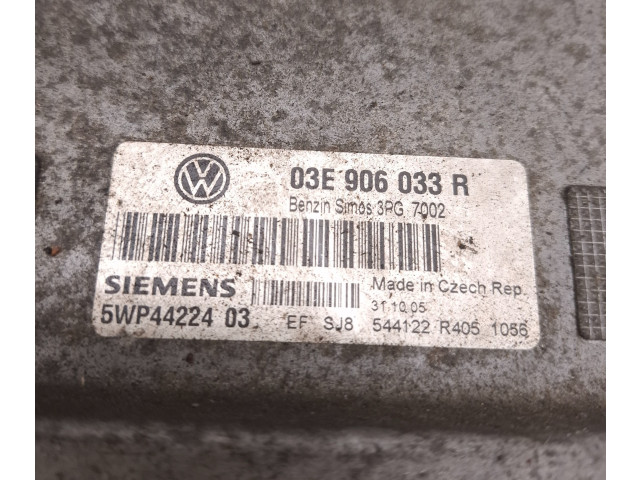 03E 906 033 R
Benzin Simos 3PG 7002
SIEMENS
Made in Czech Rep.
31.10.05
5WP44224 03 EF SJ8 544122 R405 1056